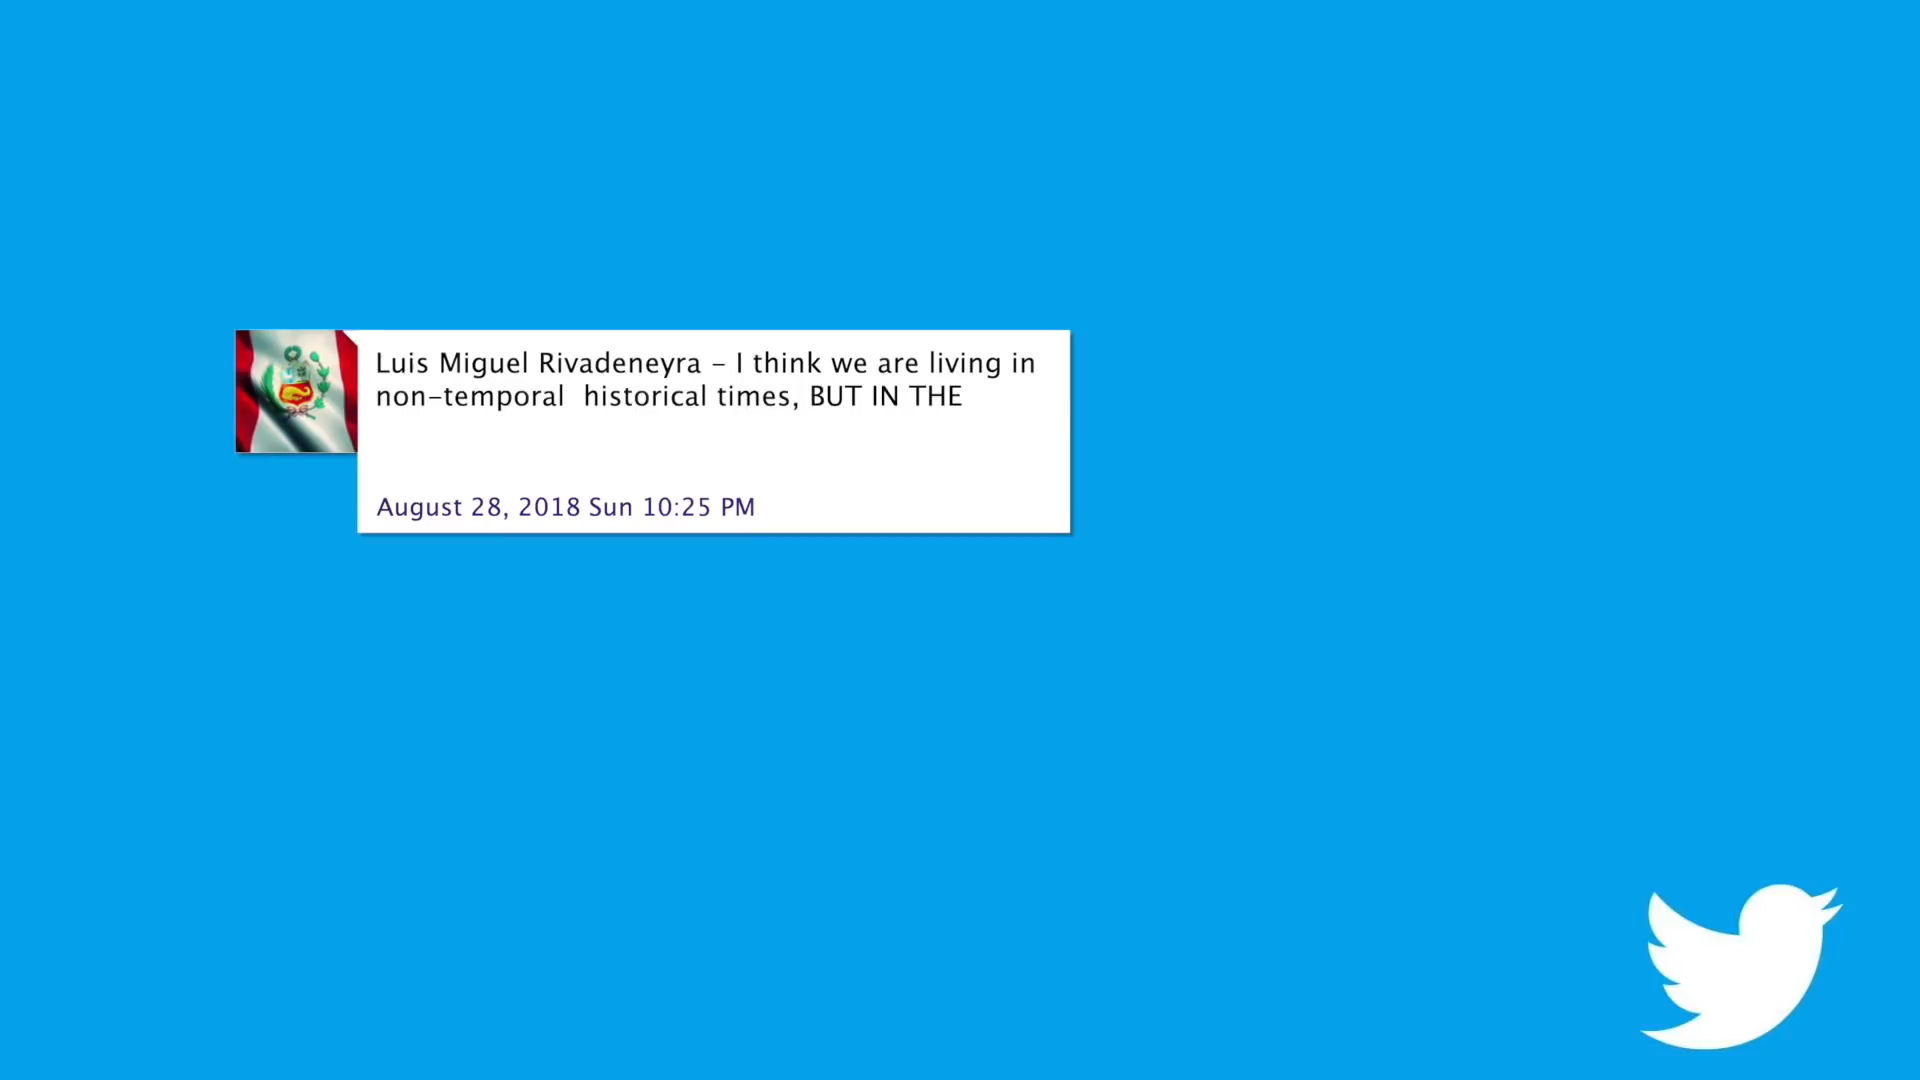 Luis Miguel Rivadeneyra – I think we are living in
non–temporal  historical times, BUT IN THE
August 28, 2018 Sun 10:25 PM